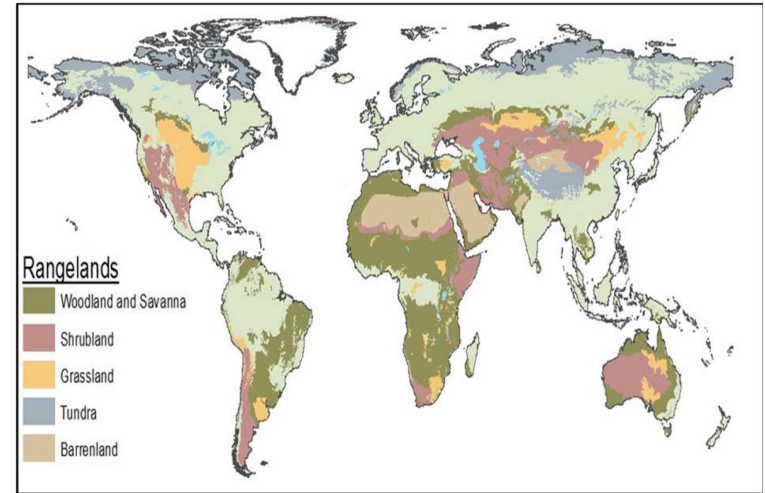 Rangelands
Woodland and Savanna
Shrubland
Grassland
Tundra
Barrenland